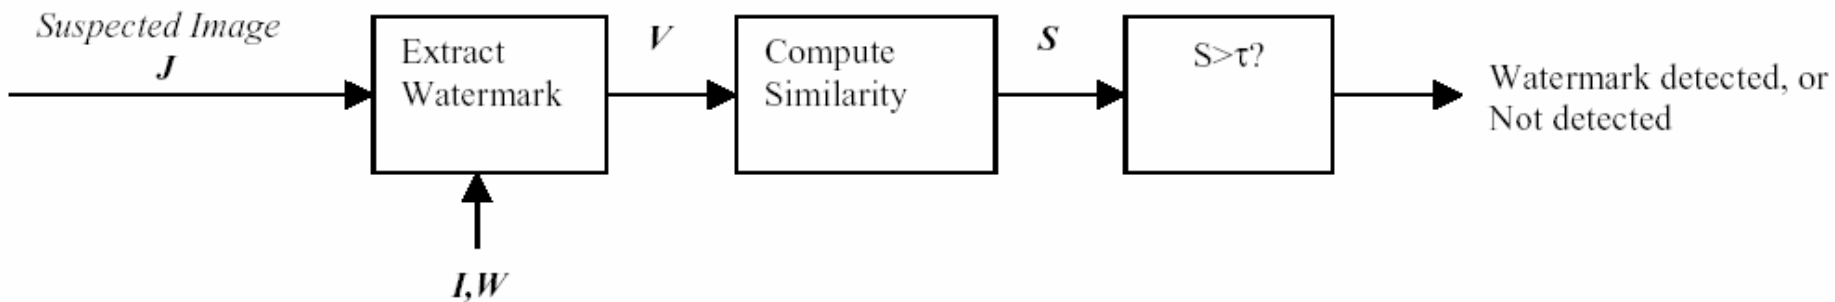 Suspected Image
J
Extract
Watermark
I,W
V
Compute
Similarity
S
S>τ?
Watermark detected, or
Not detected